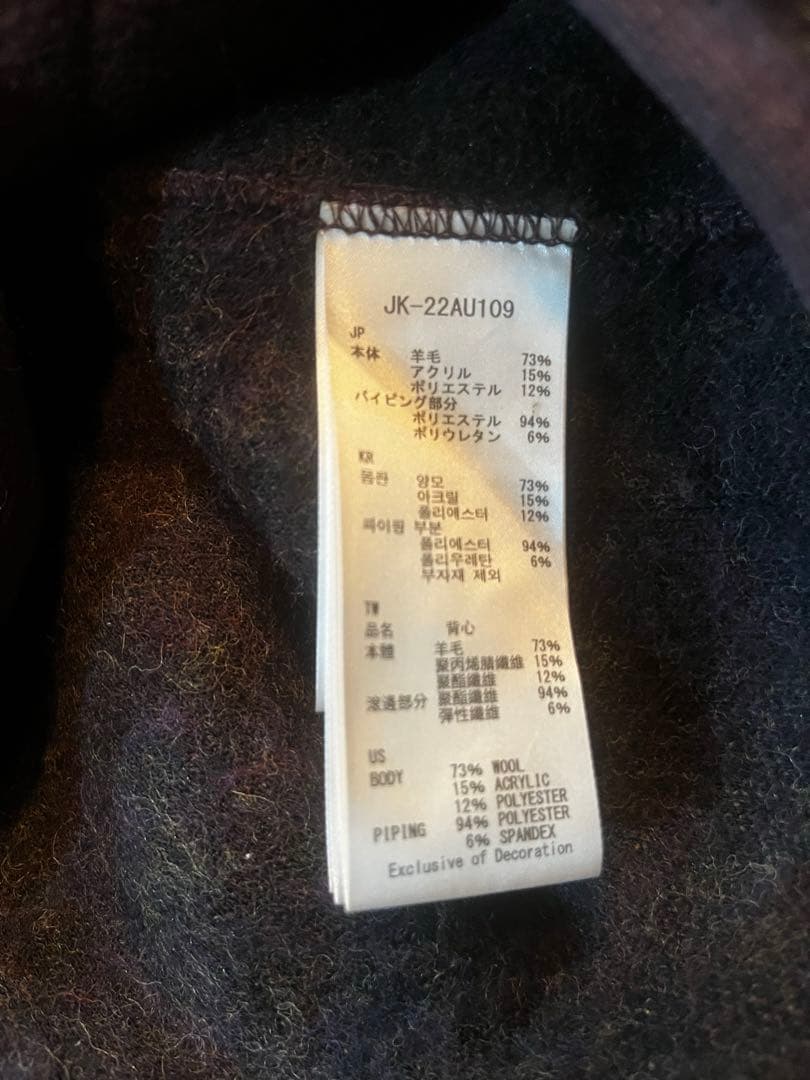 JK-22AU109
JP
本体 羊毛 73%
アクリル 15%
ポリエステル 12%
パイピング部分
ポリエステル 94%
ポリウレタン 6%
KR
몸판 양모 73%
아크릴 15%
폴리에스터 12%
파이핑 부분
폴리에스터 94%
폴리우레탄 6%
부자재 제외
TW
品名 背心
本體 羊毛 73%
聚丙烯腈纖維 15%
聚酯纖維 12%
滾邊部分 聚酯纖維 94%
彈性纖維 6%
US
BODY 73% WOOL
15% ACRYLIC
12% POLYESTER
PIPING 94% POLYESTER
6% SPANDEX
Exclusive of Decoration